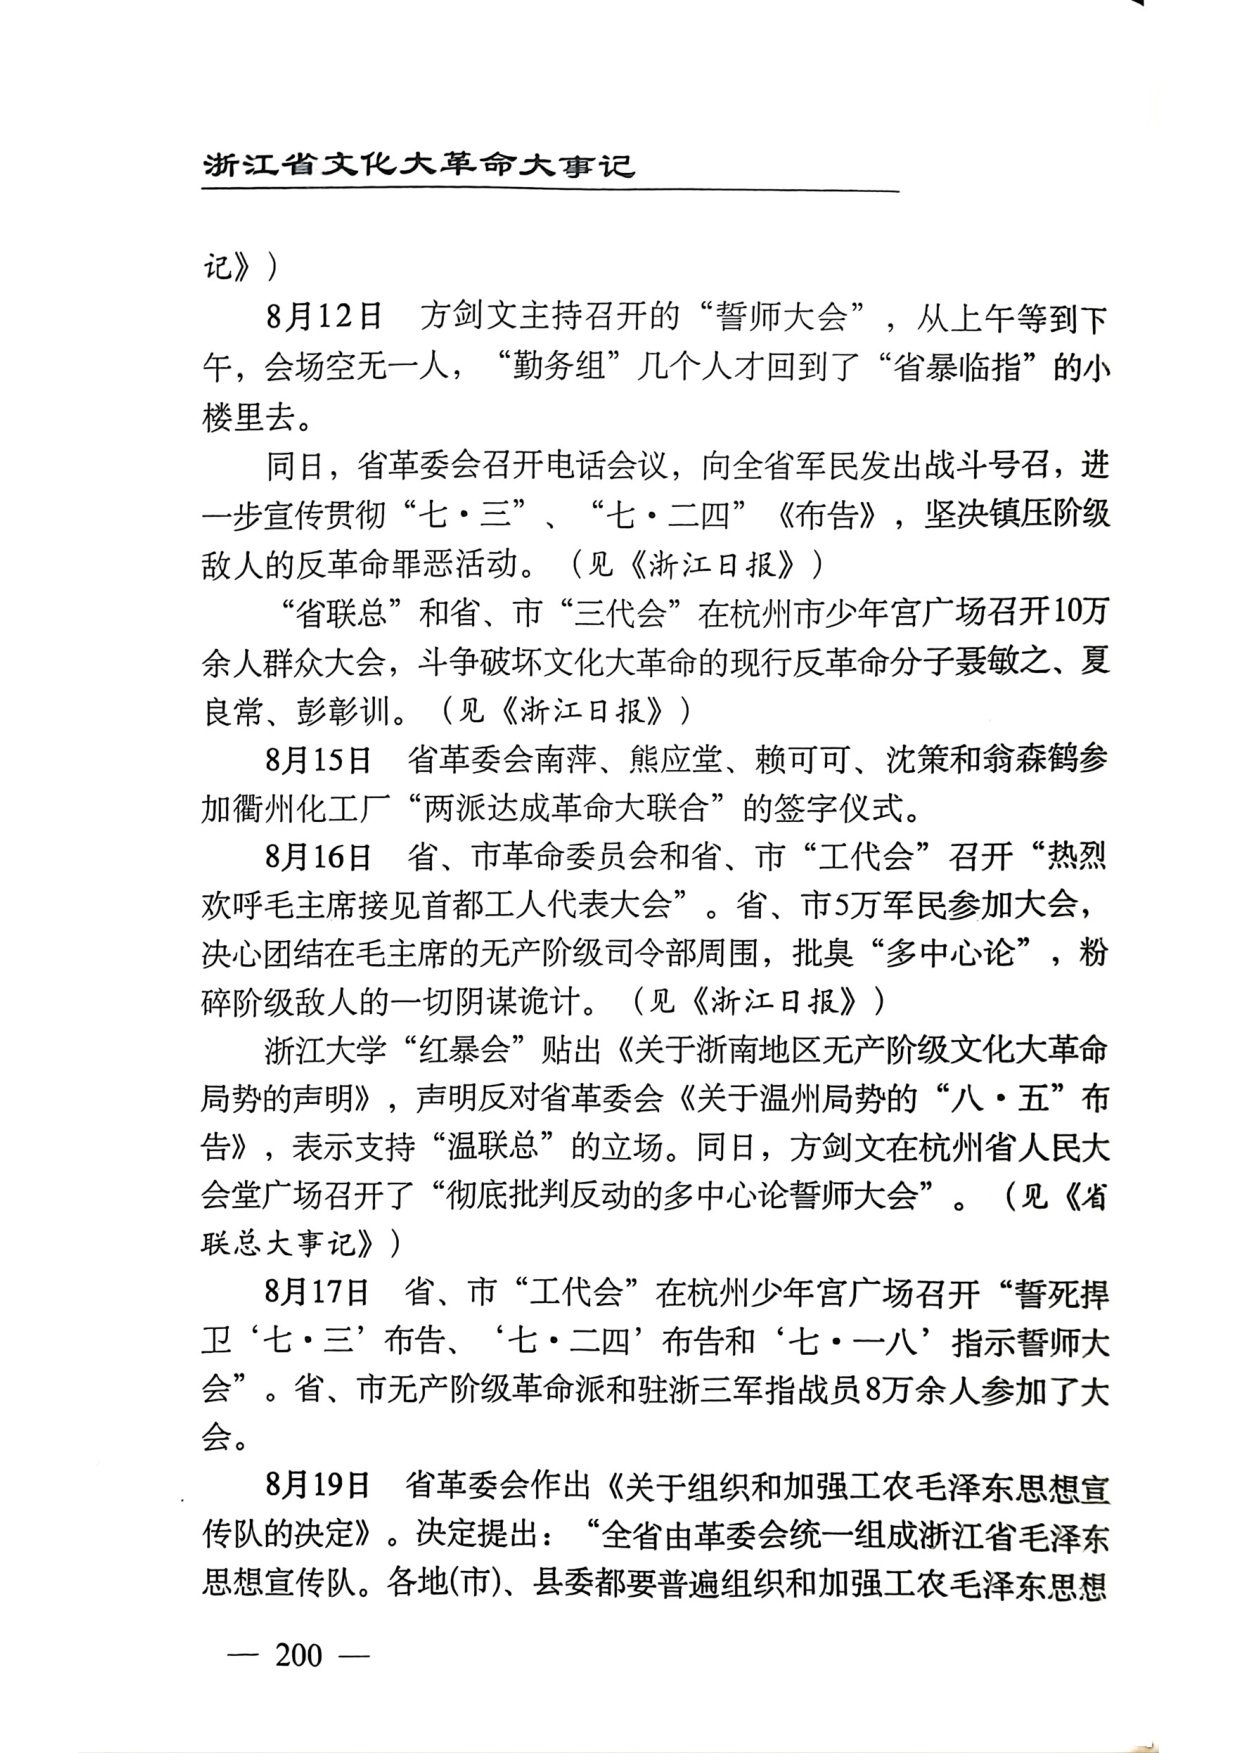 浙江省文化大革命大事记
记》）
8月12日　方剑文主持召开的“誓师大会”，从上午等到下
午，会场空无一人，“勤务组”几个人才回到了“省暴临指”的小
楼里去。
同日，省革委会召开电话会议，向全省军民发出战斗号召，进
一步宣传贯彻“七·三”、“七·二四”《布告》，坚决镇压阶级
敌人的反革命罪恶活动。（见《浙江日报》）
“省联总”和省、市“三代会”在杭州市少年宫广场召开10万
余人群众大会，斗争破坏文化大革命的现行反革命分子聂敏之、夏
良常、彭彰训。（见《浙江日报》）
8月15日　省革委会南萍、熊应堂、赖可可、沈策和翁森鹤参
加衢州化工厂“两派达成革命大联合”的签字仪式。
8月16日　省、市革命委员会和省、市“工代会”召开“热烈
欢呼毛主席接见首都工人代表大会”。省、市5万军民参加大会，
决心团结在毛主席的无产阶级司令部周围，批臭“多中心论”，粉
碎阶级敌人的一切阴谋诡计。（见《浙江日报》）
浙江大学“红暴会”贴出《关于浙南地区无产阶级文化大革命
局势的声明》，声明反对省革委会《关于温州局势的“八·五”布
告》，表示支持“温联总”的立场。同日，方剑文在杭州省人民大
会堂广场召开了“彻底批判反动的多中心论誓师大会”。（见《省
联总大事记》）
8月17日　省、市“工代会”在杭州少年宫广场召开“誓死捍
卫‘七·三’布告、‘七·二四’布告和‘七·一八’指示誓师大
会”。省、市无产阶级革命派和驻浙三军指战员8万余人参加了大
会。
8月19日　省革委会作出《关于组织和加强工农毛泽东思想宣
传队的决定》。决定提出：“全省由革委会统一组成浙江省毛泽东
思想宣传队。各地(市)、县委都要普遍组织和加强工农毛泽东思想
— 200 —